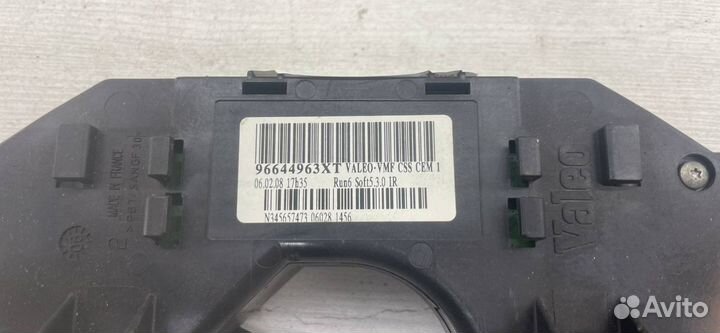 96644963XT VALEO-VMF CSS CEM 1
06.02.08 17h35 Run6 Soft5.3.0 IR
N345657473 06028 1456
MADE IN FRANCE
2
Valeo
Avito